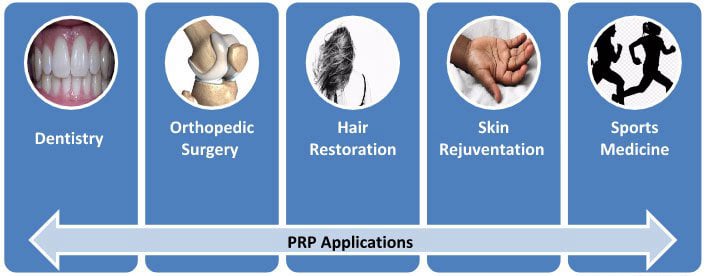 Dentistry
Orthopedic
Surgery
Hair
Restoration
Skin
Rejuventation
Sports
Medicine
PRP Applications